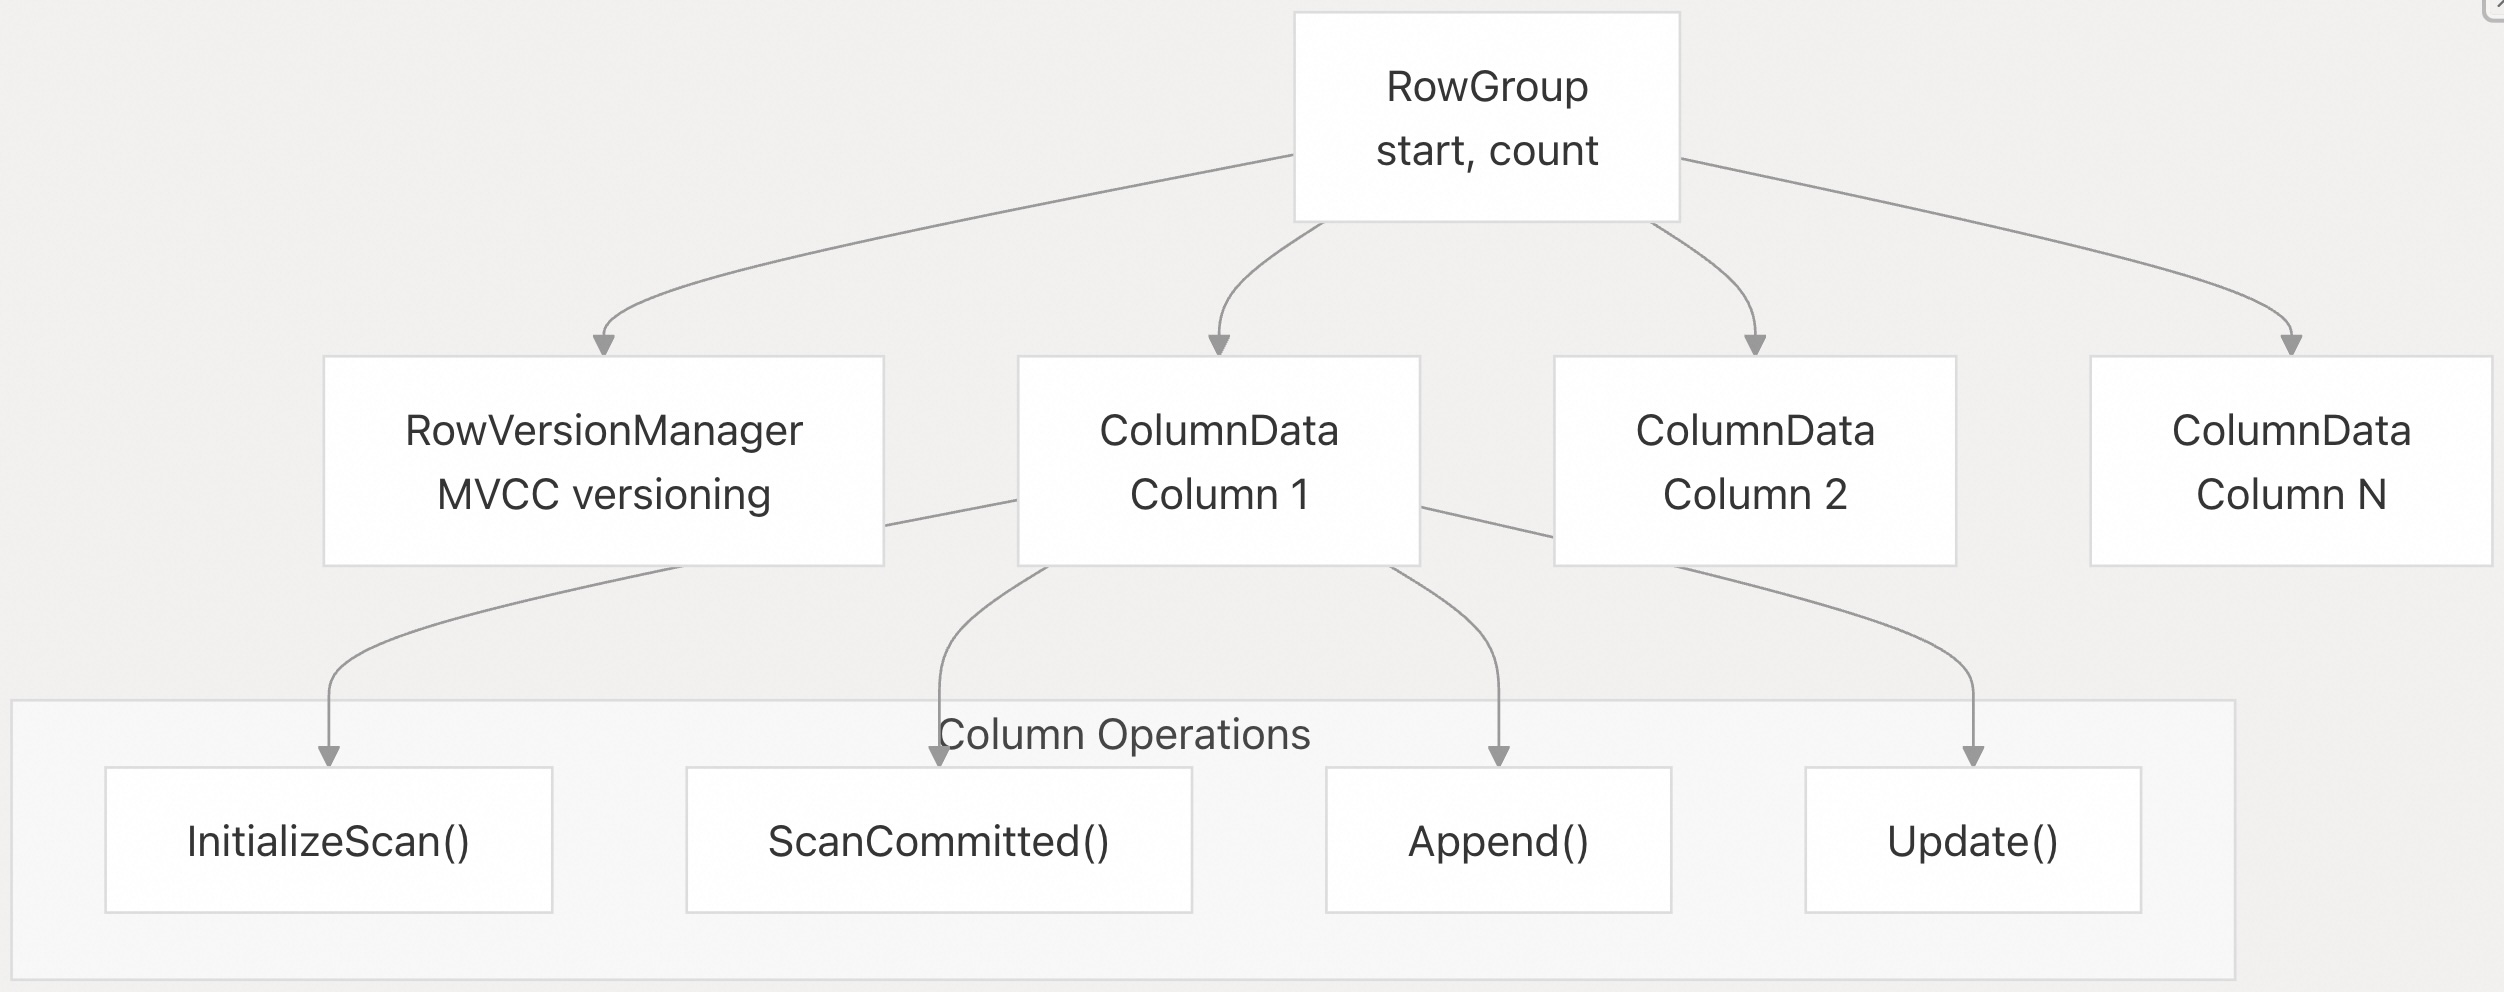 RowGroup
start, count
RowVersionManager
MVCC versioning
ColumnData
Column 1
ColumnData
Column 2
ColumnData
Column N
Column Operations
InitializeScan()
ScanCommitted()
Append()
Update()